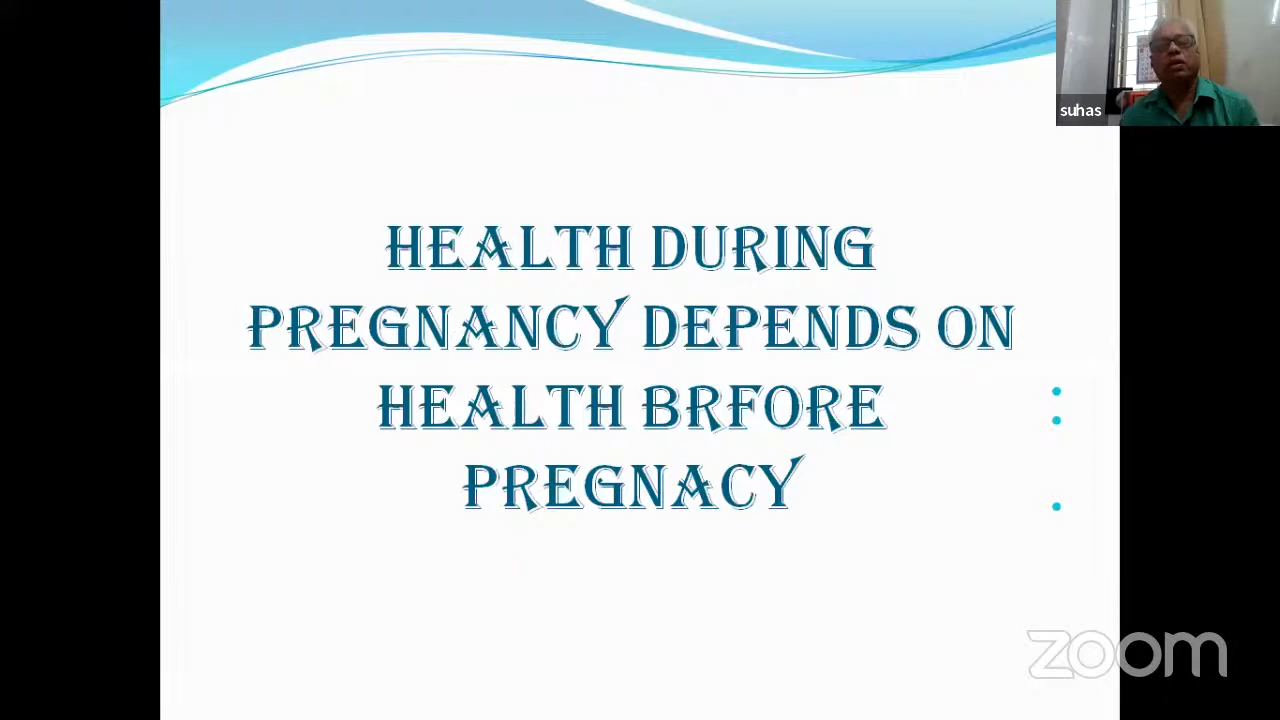 suhas
HEALTH DURING
PREGNANCY DEPENDS ON
HEALTH BRFORE
PREGNACY
zoom